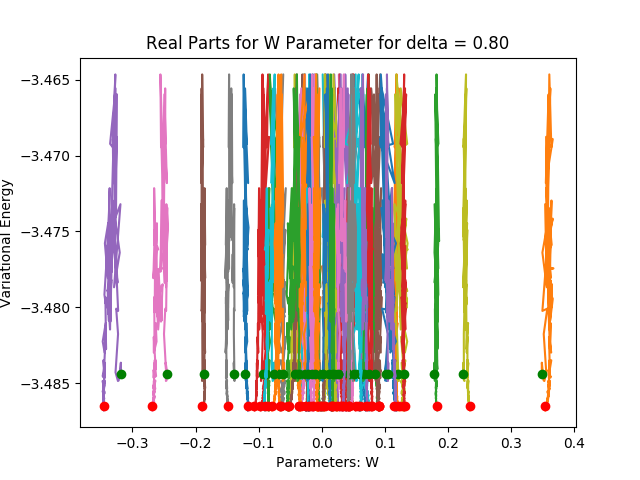 Real Parts for W Parameter for delta = 0.80
Variational Energy
−3.465
−3.470
−3.475
−3.480
−3.485
−0.3 −0.2 −0.1 0.0 0.1 0.2 0.3 0.4
Parameters: W